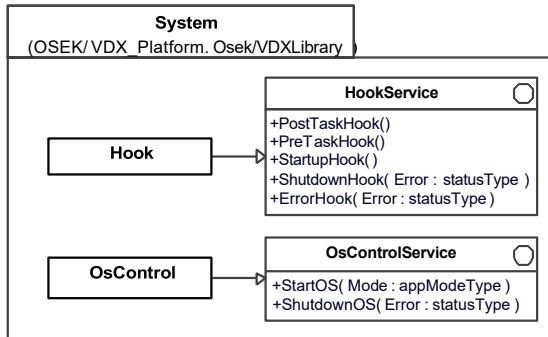 System
(OSEK/ VDX_Platform. Osek/VDXLibrary )
HookService
+PostTaskHook()
+PreTaskHook()
+StartupHook( )
+ShutdownHook( Error : statusType )
+ErrorHook( Error : statusType )
Hook
OsControlService
+StartOS( Mode : appModeType )
+ShutdownOS( Error : statusType )
OsControl